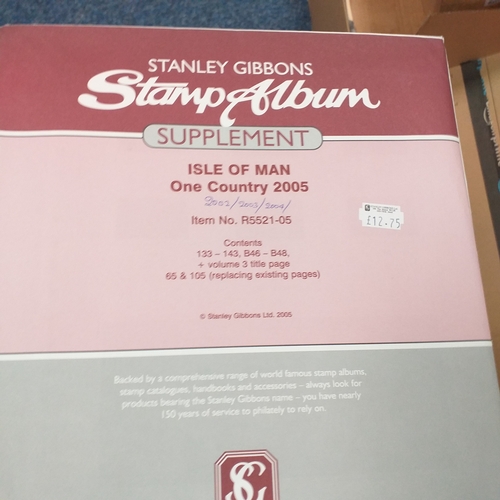 STANLEY GIBBONS
Stamp Album
SUPPLEMENT
ISLE OF MAN
One Country 2005
2002/2003/2004/
Item No. R5521-05
£12.75
Contents
133 – 143, B46 – B48,
+ volume 3 title page
65 & 105 (replacing existing pages)
© Stanley Gibbons Ltd. 2005
Backed by a comprehensive range of world famous stamp albums,
stamp catalogues, handbooks and accessories – always look for
products bearing the Stanley Gibbons name – you have nearly
150 years of service to philately to rely on.
SG